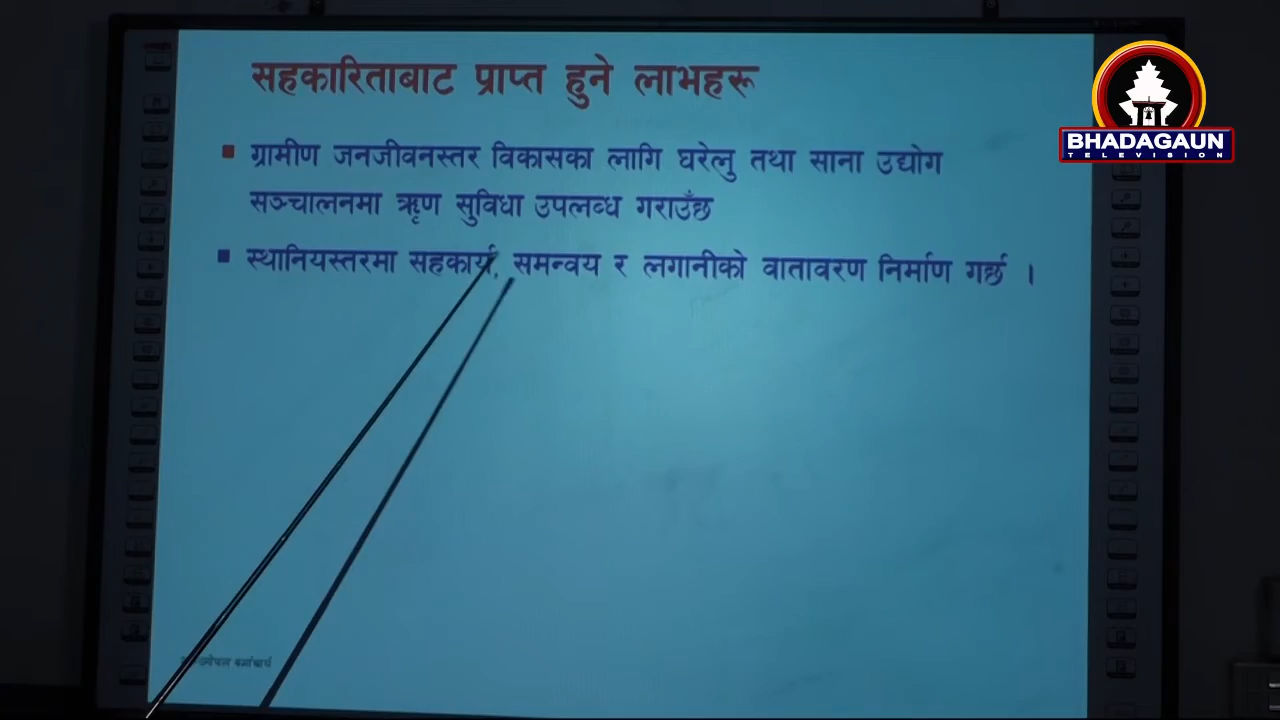 सहकारिताबाट प्राप्त हुने लाभहरू
ग्रामीण जनजीवनस्तर विकासका लागि घरेलु तथा साना उद्योग
सञ्चालनमा ऋण सुविधा उपलब्ध गराउँछ
स्थानियस्तरमा सहकार्य, समन्वय र लगानीको वातावरण निर्माण गर्छ ।
BHADAGAUN
TELEVISION